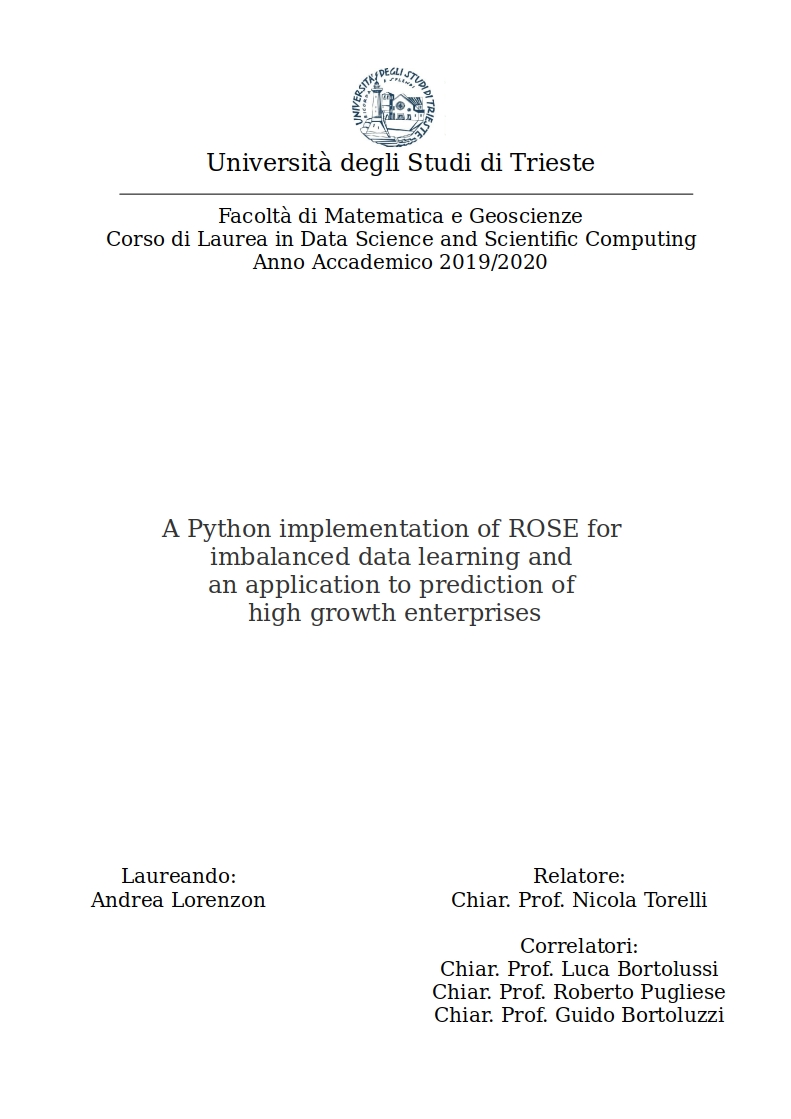 UNIVERSITÀ DEGLI STUDI DI TRIESTE
Università degli Studi di Trieste
Facoltà di Matematica e Geoscienze
Corso di Laurea in Data Science and Scientific Computing
Anno Accademico 2019/2020
A Python implementation of ROSE for
imbalanced data learning and
an application to prediction of
high growth enterprises
Laureando:
Andrea Lorenzon
Relatore:
Chiar. Prof. Nicola Torelli
Correlatori:
Chiar. Prof. Luca Bortolussi
Chiar. Prof. Roberto Pugliese
Chiar. Prof. Guido Bortoluzzi